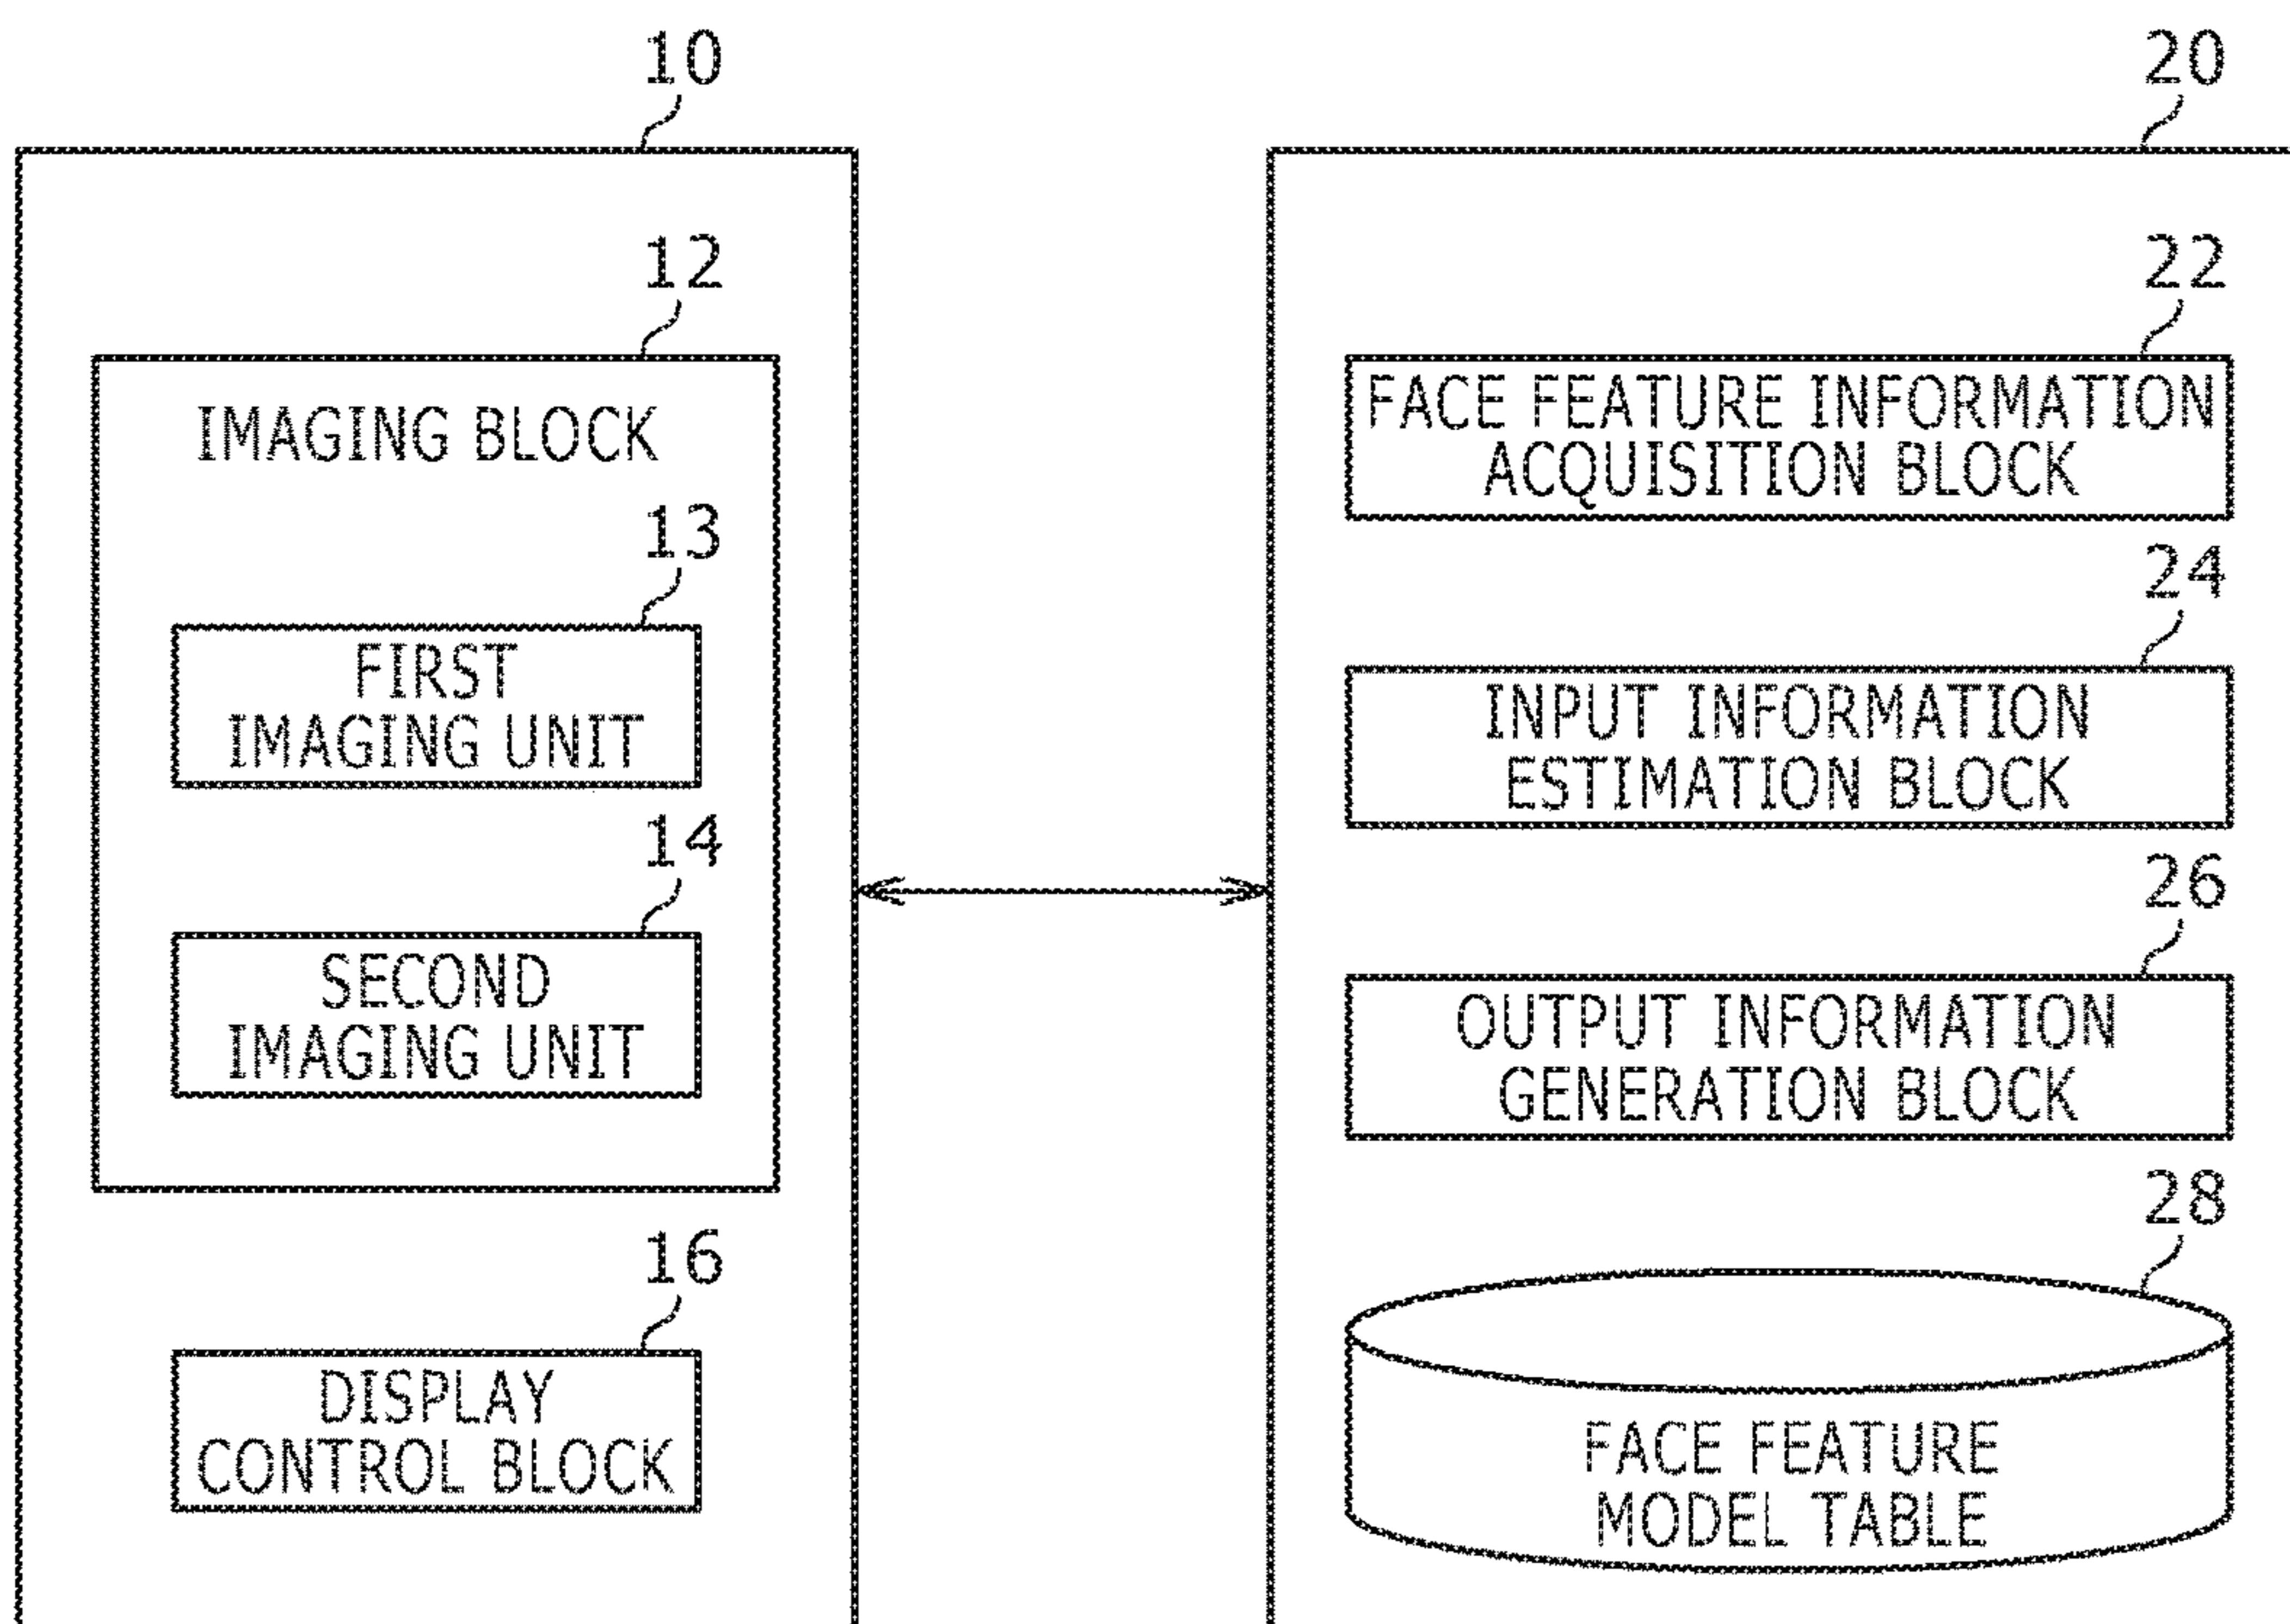 10
12
IMAGING BLOCK
13
FIRST
IMAGING UNIT
14
SECOND
IMAGING UNIT
16
DISPLAY
CONTROL BLOCK
20
22
FACE FEATURE INFORMATION
ACQUISITION BLOCK
24
INPUT INFORMATION
ESTIMATION BLOCK
26
OUTPUT INFORMATION
GENERATION BLOCK
28
FACE FEATURE
MODEL TABLE